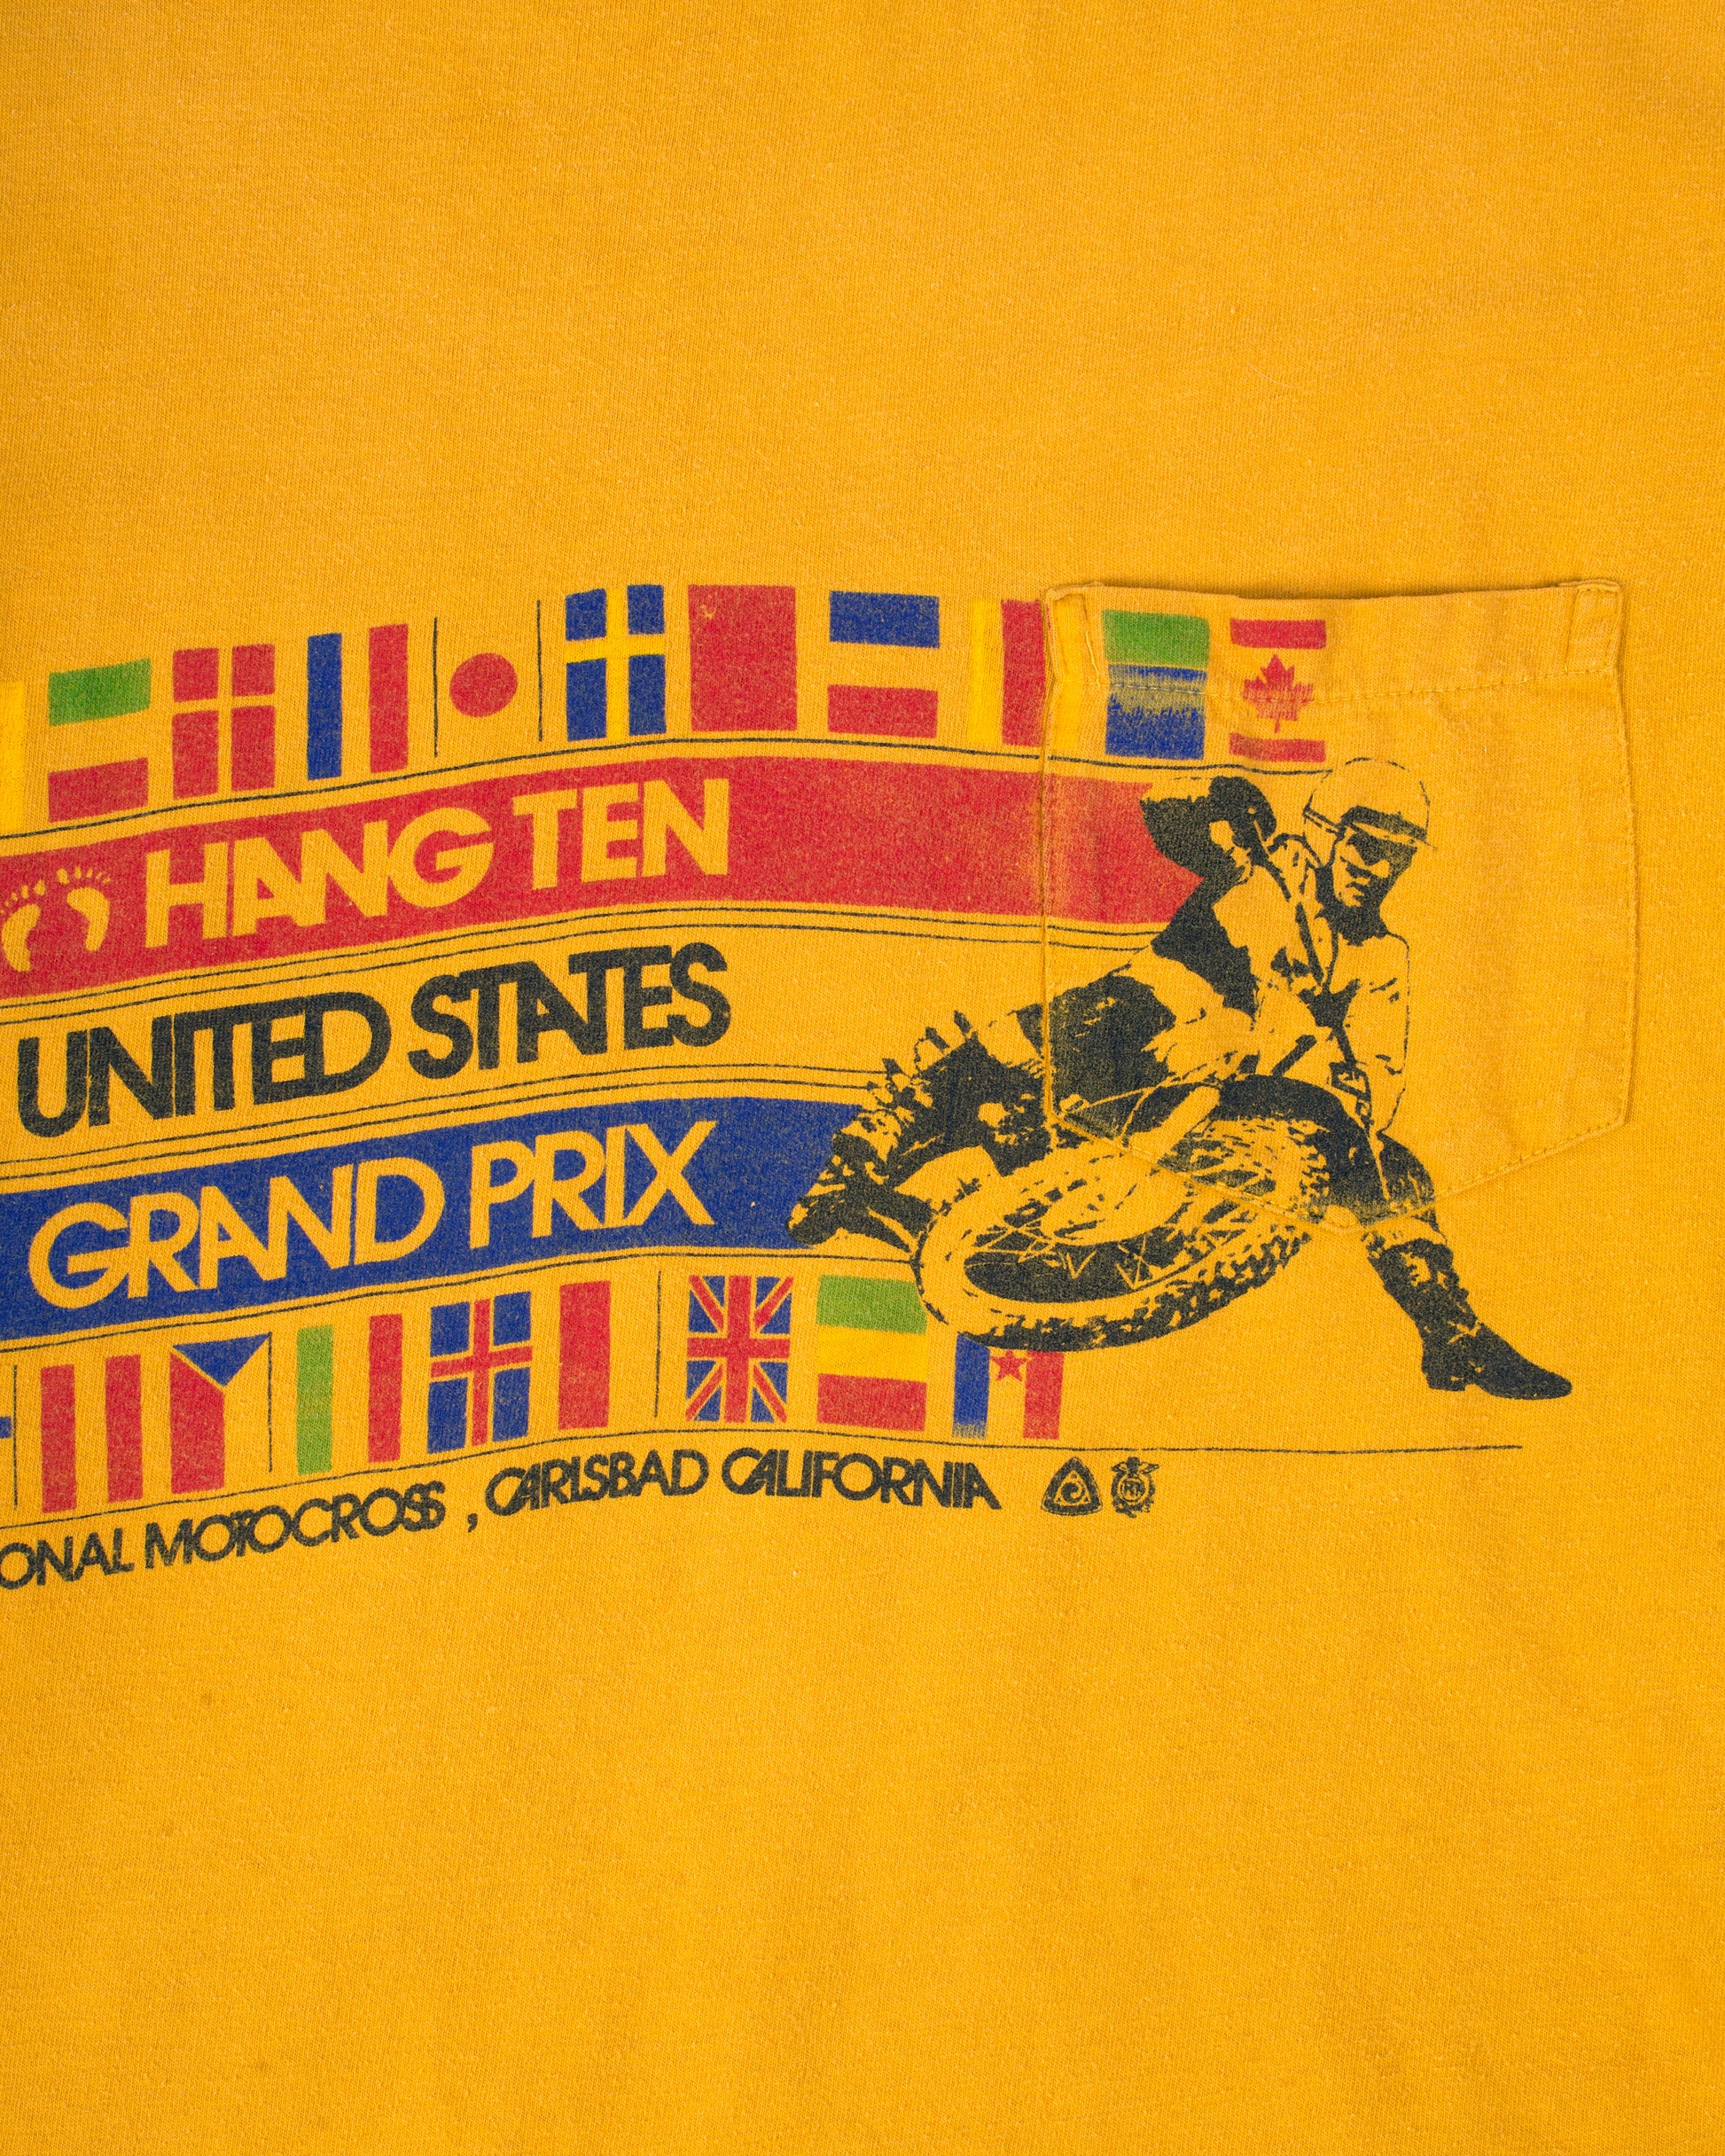 HANG TEN
UNITED STATES
GRAND PRIX
ONAL MOTOCROSS , CARLSBAD CALIFORNIA